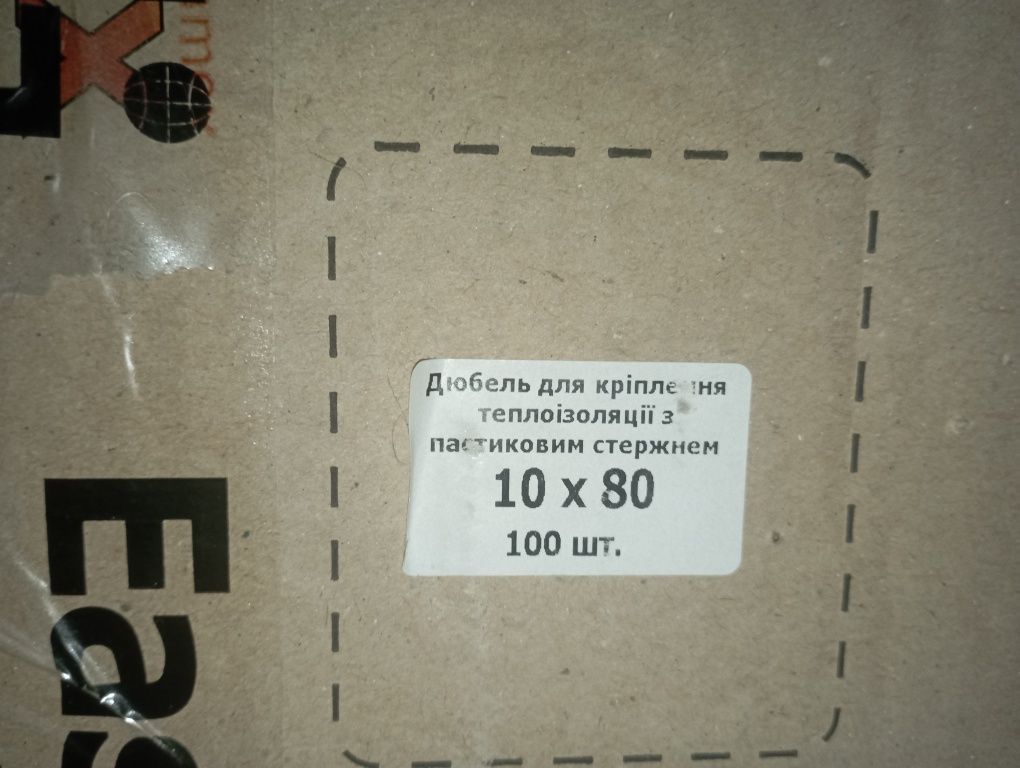 Дюбель для кріплення
теплоізоляції з
пастиковим стержнем
10 x 80
100 шт.
Eas